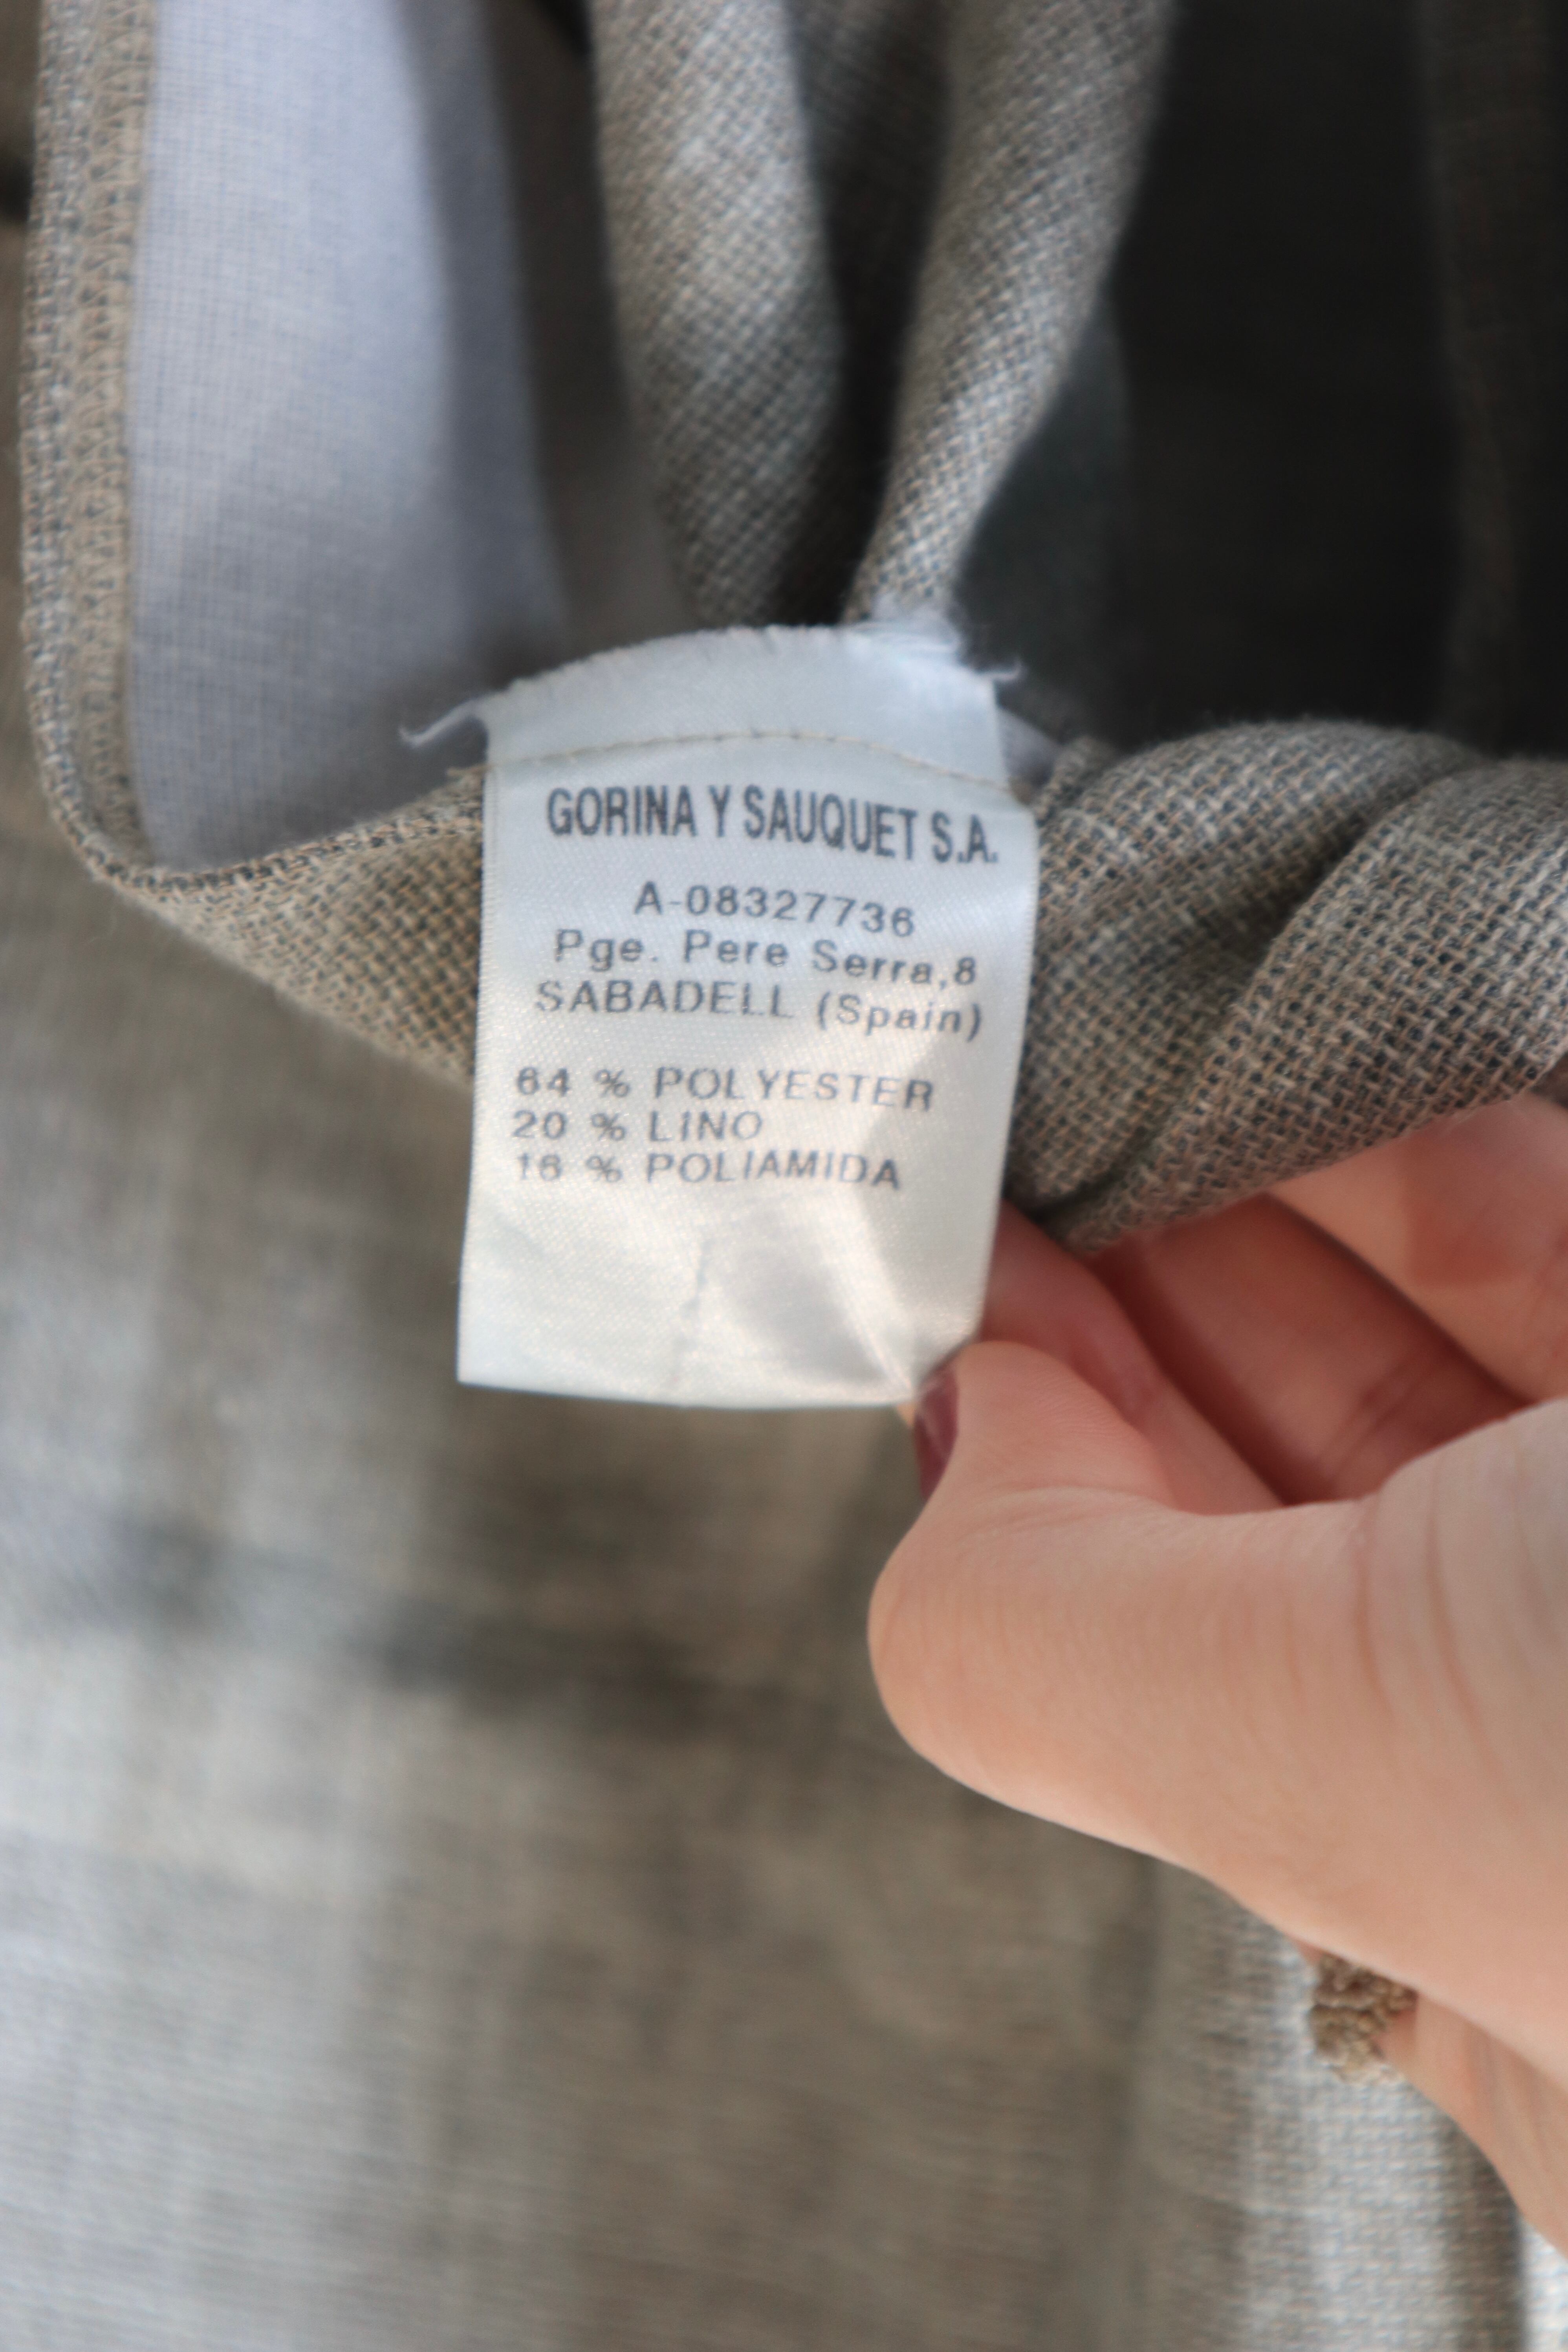 GORINA Y SAUQUET S.A.
A-08327736
Pge. Pere Serra,8
SABADELL (Spain)
64 % POLYESTER
20 % LINO
16 % POLIAMIDA